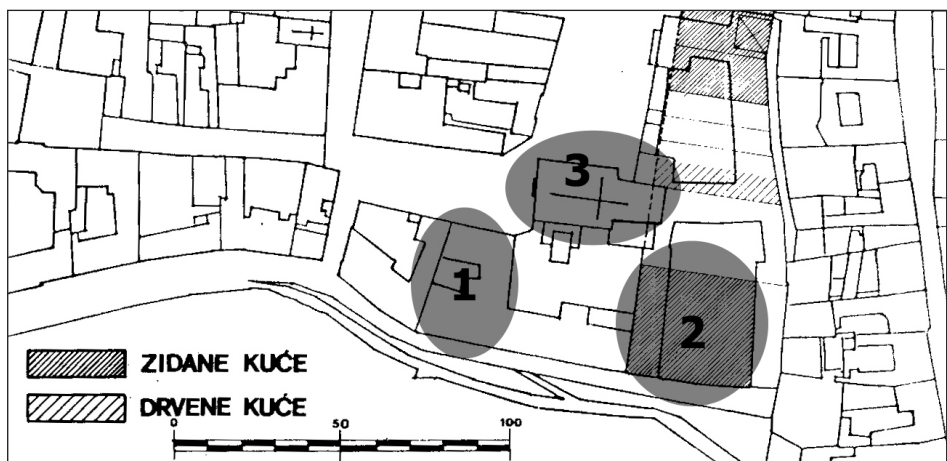 3
1
2
ZIDANE KUĆE
DRVENE KUĆE
0 50 100